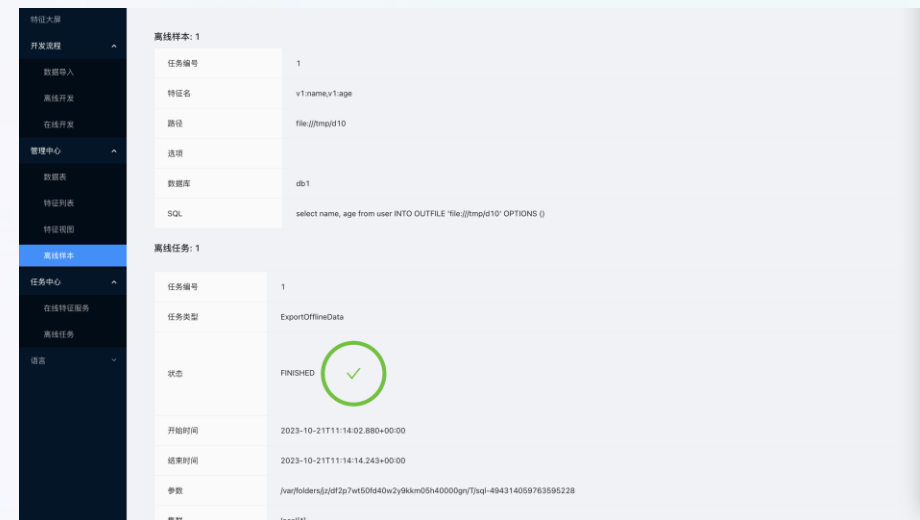 特征大屏
开发流程
数据导入
离线开发
在线开发
管理中心
数据表
特征列表
特征视图
离线样本
任务中心
在线特征服务
离线任务
语言
离线样本: 1
任务编号 1
特征名 v1:name,v1:age
路径 file:///tmp/d10
选项
数据库 db1
SQL select name, age from user INTO OUTFILE 'file:///tmp/d10' OPTIONS ()
离线任务: 1
任务编号 1
任务类型 ExportOfflineData
状态 FINISHED
开始时间 2023-10-21T11:14:02.880+00:00
结束时间 2023-10-21T11:14:14.243+00:00
参数 /var/folders/jz/df2p7wt50fd40w2y9kkm05h40000gn/T/sql-494314059763595228